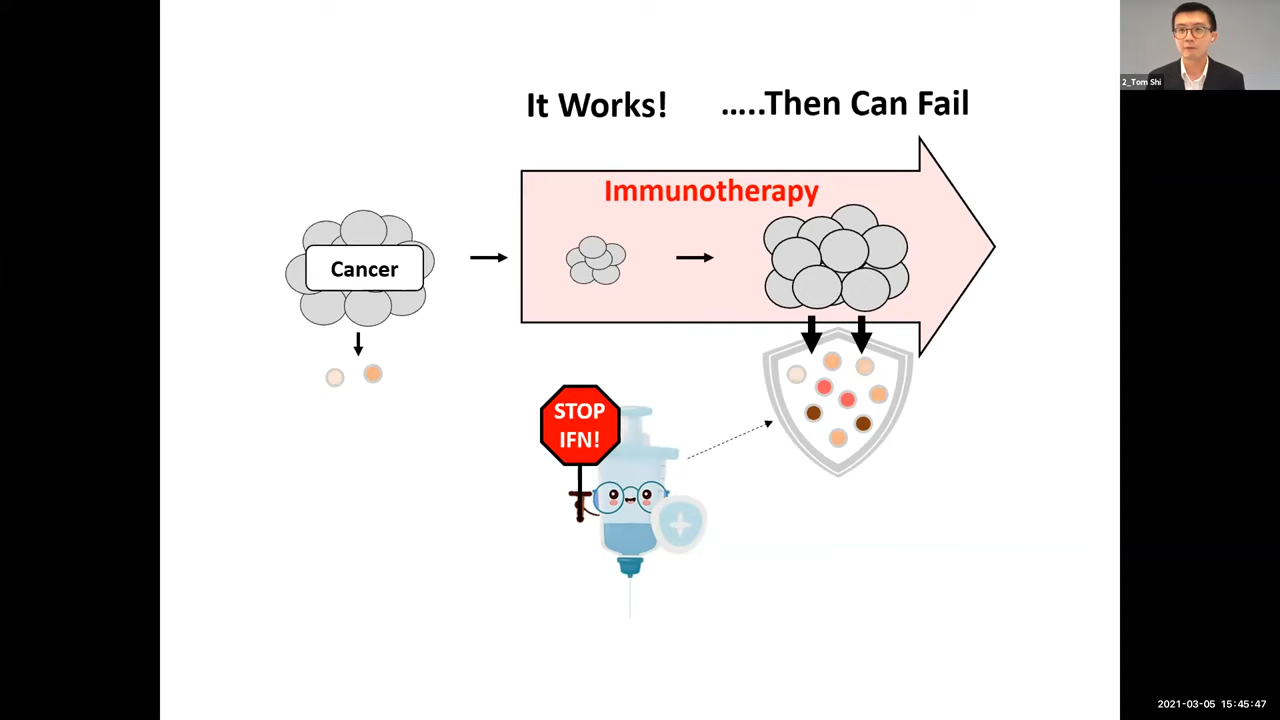 2_Tom Shi
It Works!
.....Then Can Fail
Immunotherapy
Cancer
STOP
IFN!
2021-03-05 15:45:47